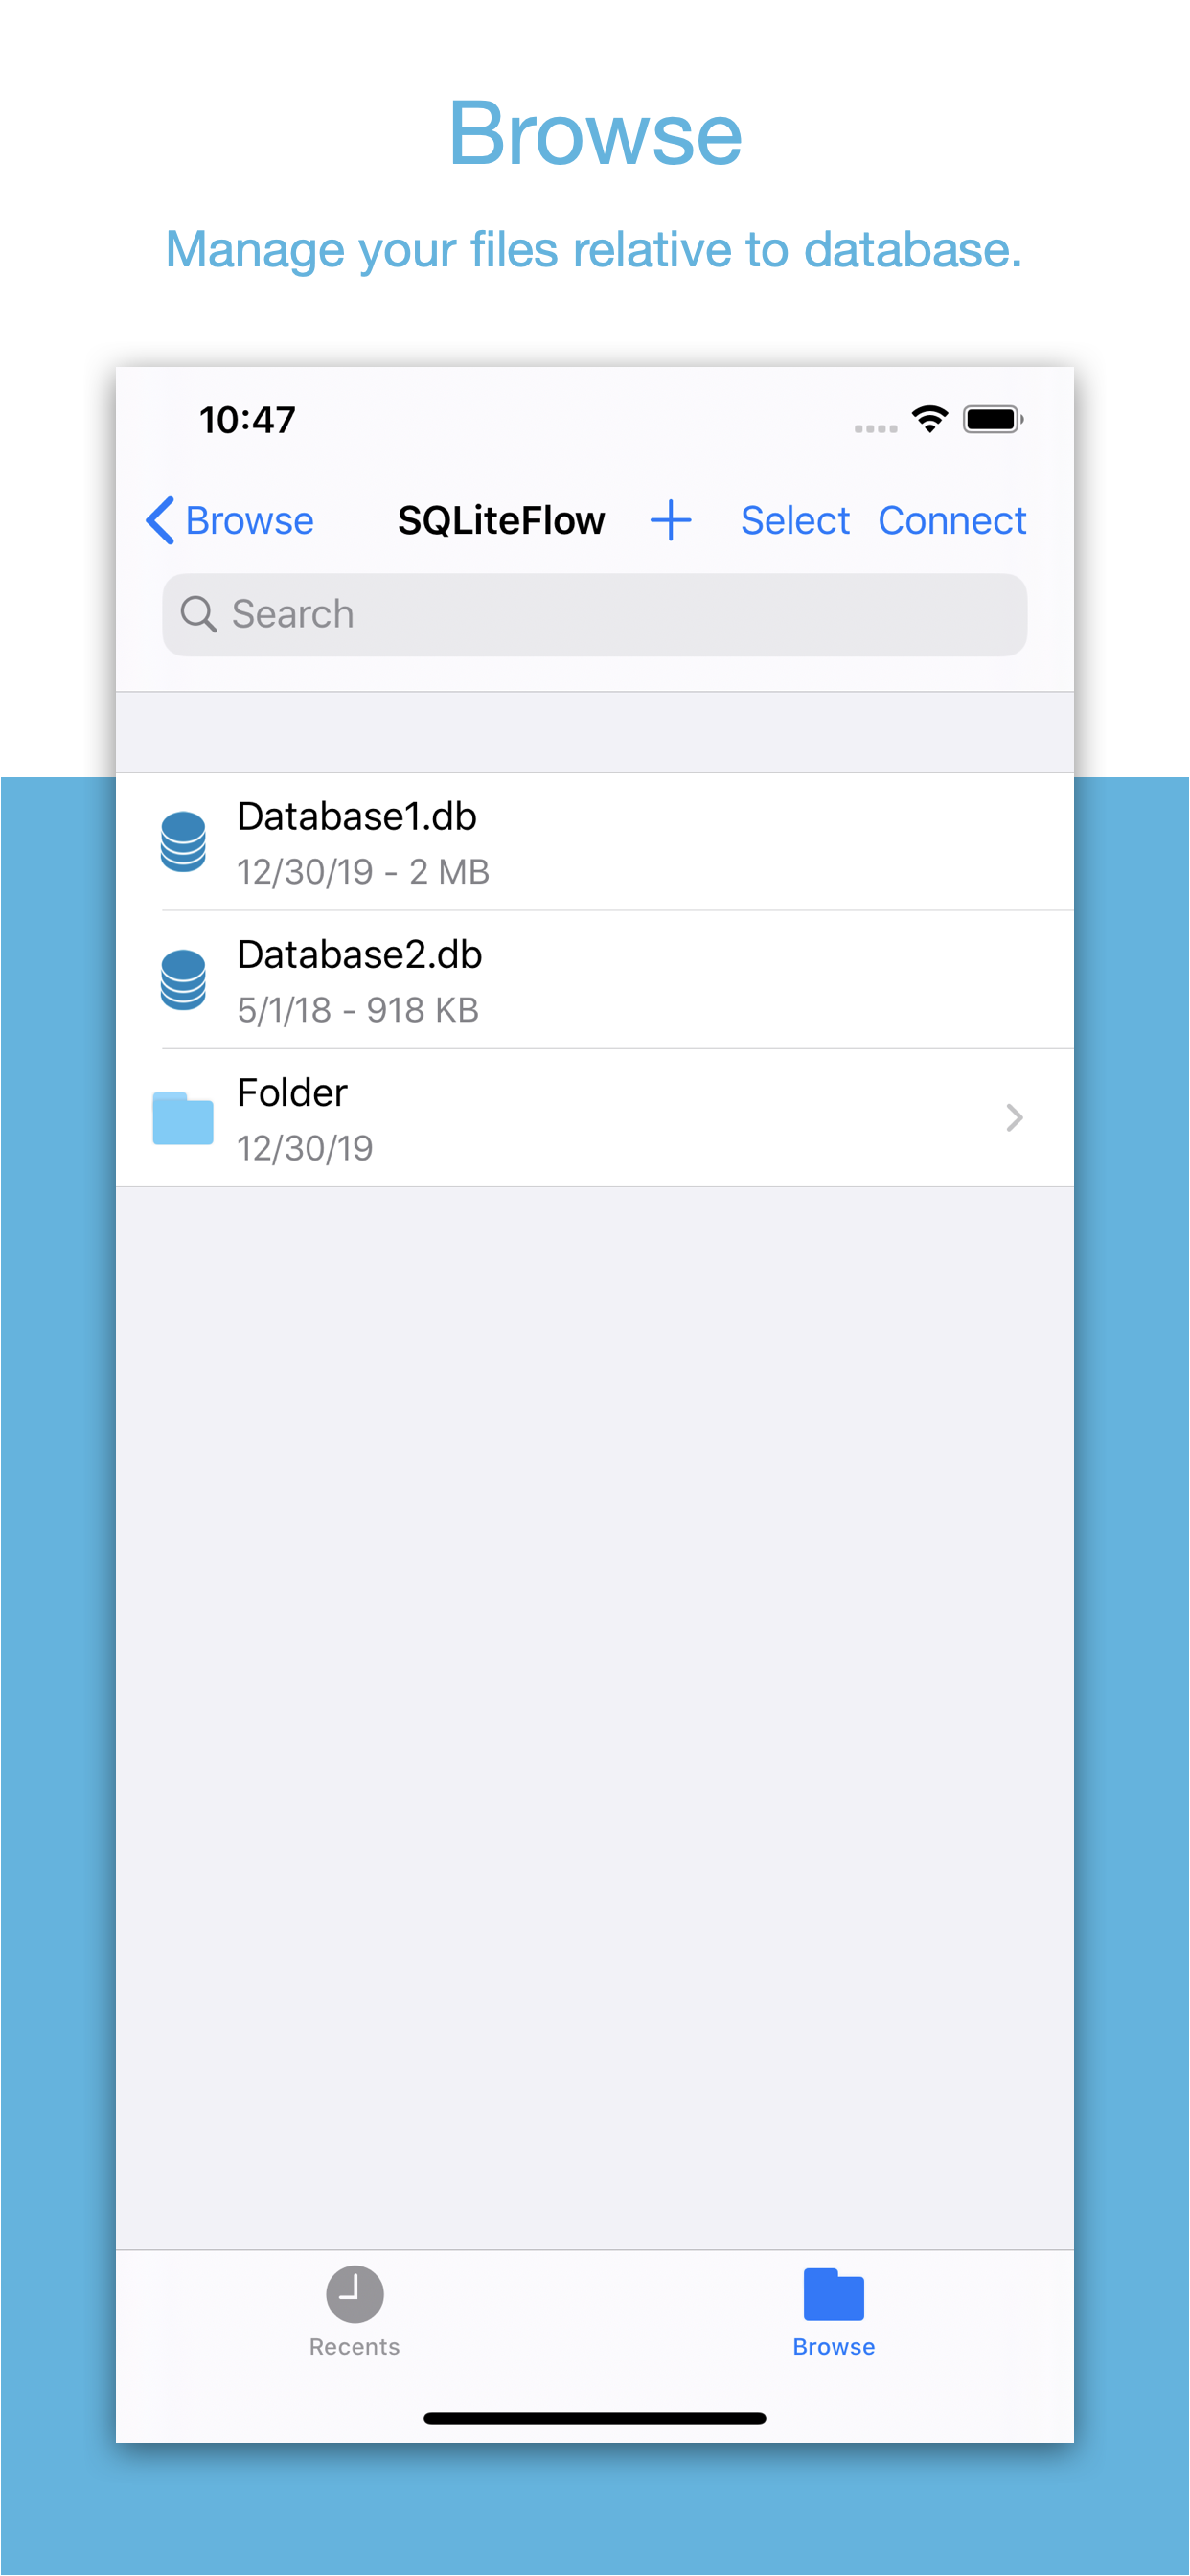 Browse
Manage your files relative to database.
10:47
Browse SQLiteFlow + Select Connect
Search
Database1.db
12/30/19 - 2 MB
Database2.db
5/1/18 - 918 KB
Folder
12/30/19
Recents Browse